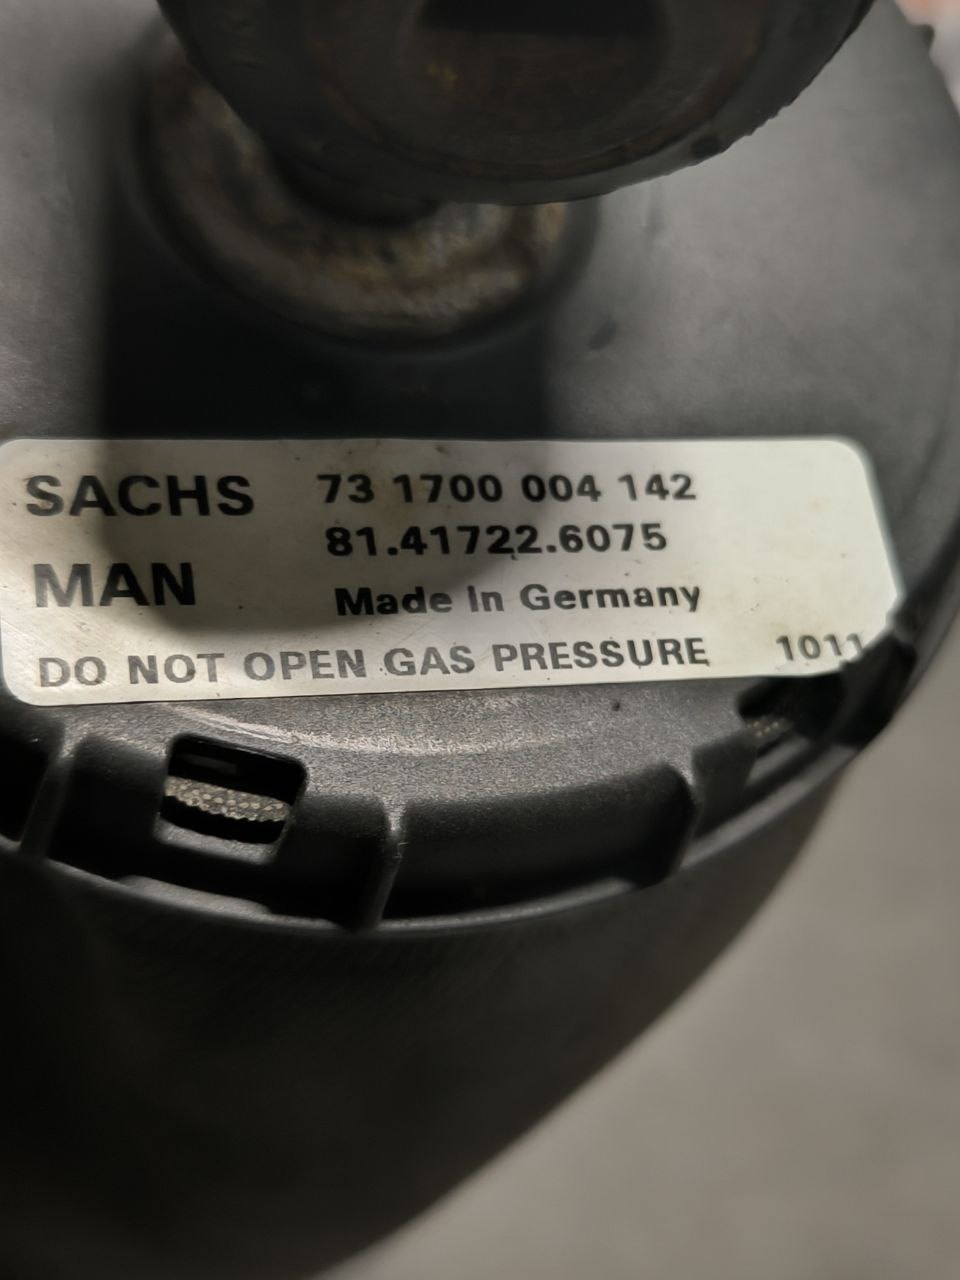 SACHS 73 1700 004 142
81.41722.6075
MAN
Made in Germany
DO NOT OPEN GAS PRESSURE 1011